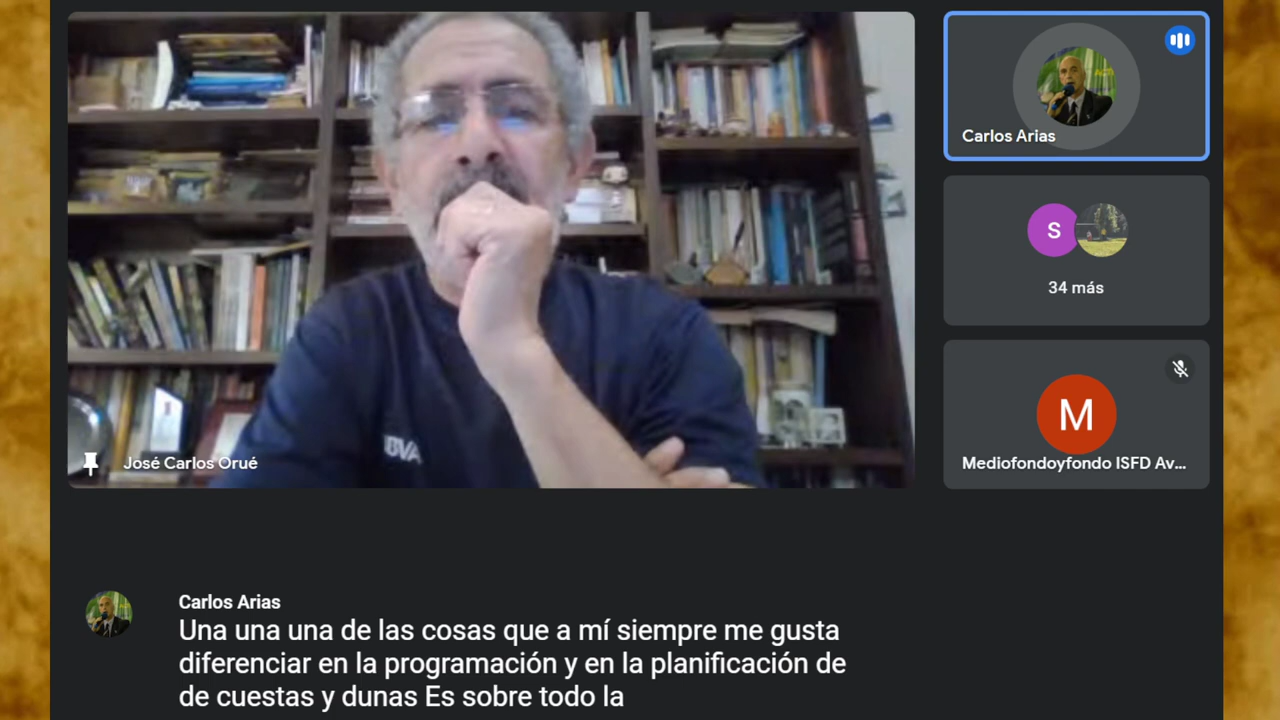 José Carlos Orué
Carlos Arias
S
34 más
M
Mediofondoyfondo ISFD Av...
Carlos Arias
Una una una de las cosas que a mí siempre me gusta
diferenciar en la programación y en la planificación de
de cuestas y dunas Es sobre todo la